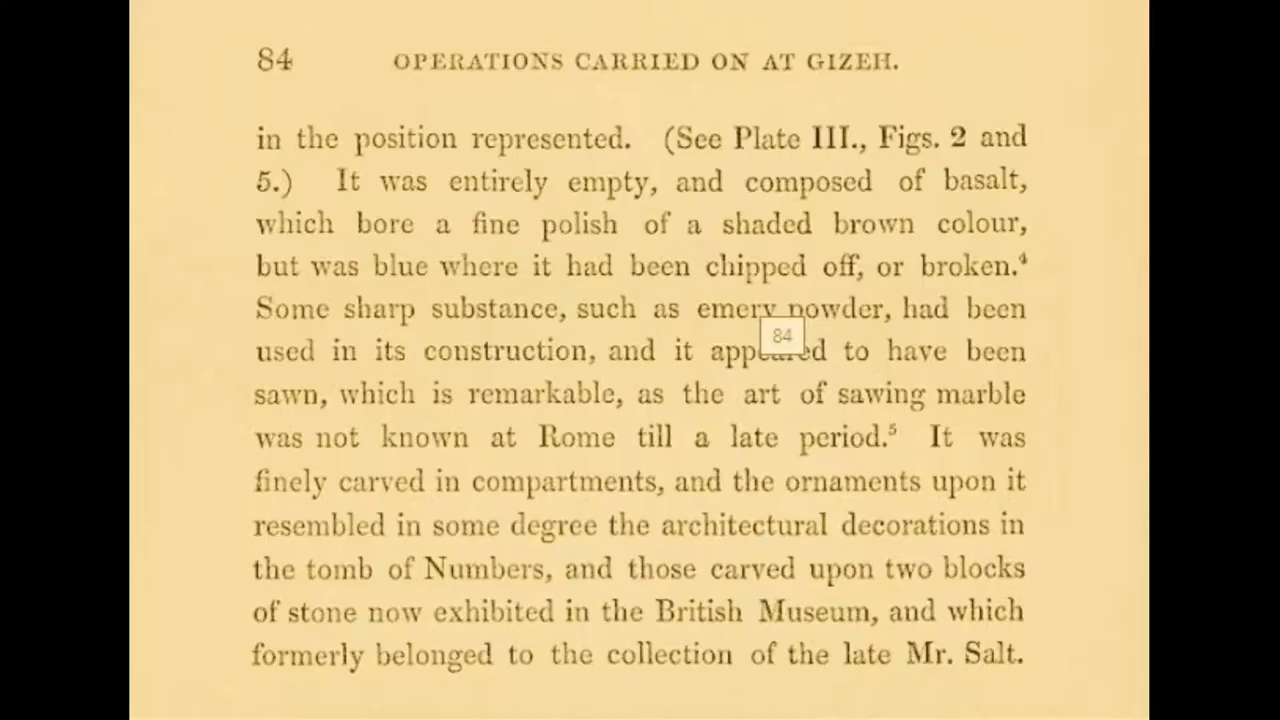 84 OPERATIONS CARRIED ON AT GIZEH.
in the position represented. (See Plate III., Figs. 2 and
5.) It was entirely empty, and composed of basalt,
which bore a fine polish of a shaded brown colour,
but was blue where it had been chipped off, or broken.⁴
Some sharp substance, such as emery powder, had been
84
used in its construction, and it appeared to have been
sawn, which is remarkable, as the art of sawing marble
was not known at Rome till a late period.⁵ It was
finely carved in compartments, and the ornaments upon it
resembled in some degree the architectural decorations in
the tomb of Numbers, and those carved upon two blocks
of stone now exhibited in the British Museum, and which
formerly belonged to the collection of the late Mr. Salt.